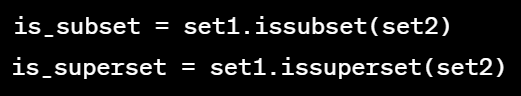 is_subset = set1.issubset(set2)
is_superset = set1.issuperset(set2)